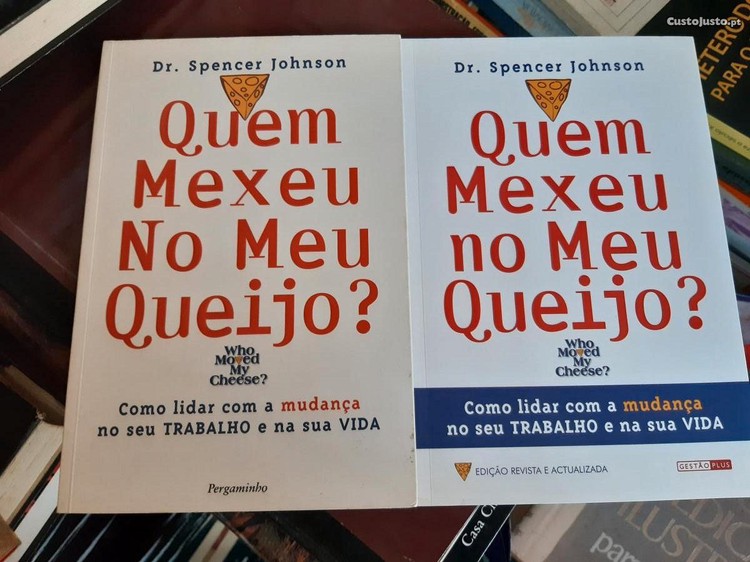 CustoJusto.pt
Dr. Spencer Johnson
Quem
Mexeu
No Meu
Queijo?
Who
Moved
My
Cheese?
Como lidar com a mudança
no seu TRABALHO e na sua VIDA
Pergaminho
Dr. Spencer Johnson
Quem
Mexeu
no Meu
Queijo?
Who
Moved
My
Cheese?
Como lidar com a mudança
no seu TRABALHO e na sua VIDA
EDIÇÃO REVISTA E ACTUALIZADA
GESTÃO PLUS
PARA O
Casa